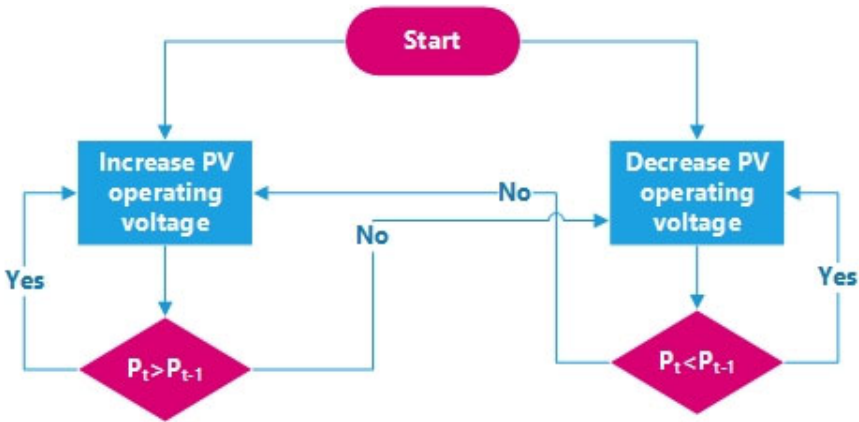 Start
Increase PV
operating
voltage
Decrease PV
operating
voltage
No
No
Yes
Yes
Pt>Pt-1
Pt<Pt-1